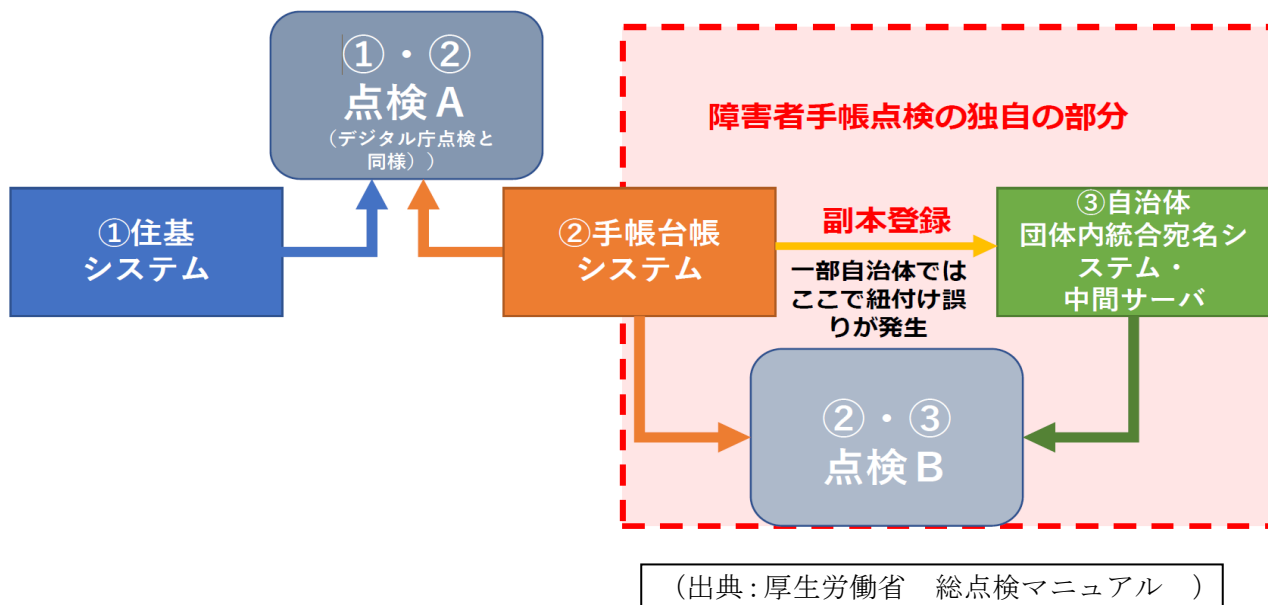 ①・②
点検A
（デジタル庁点検と
同様））
障害者手帳点検の独自の部分
①住基
システム
②手帳台帳
システム
副本登録
一部自治体では
ここで紐付け誤
りが発生
③自治体
団体内統合宛名シ
ステム・
中間サーバ
②・③
点検B
（出典：厚生労働省　総点検マニュアル　）